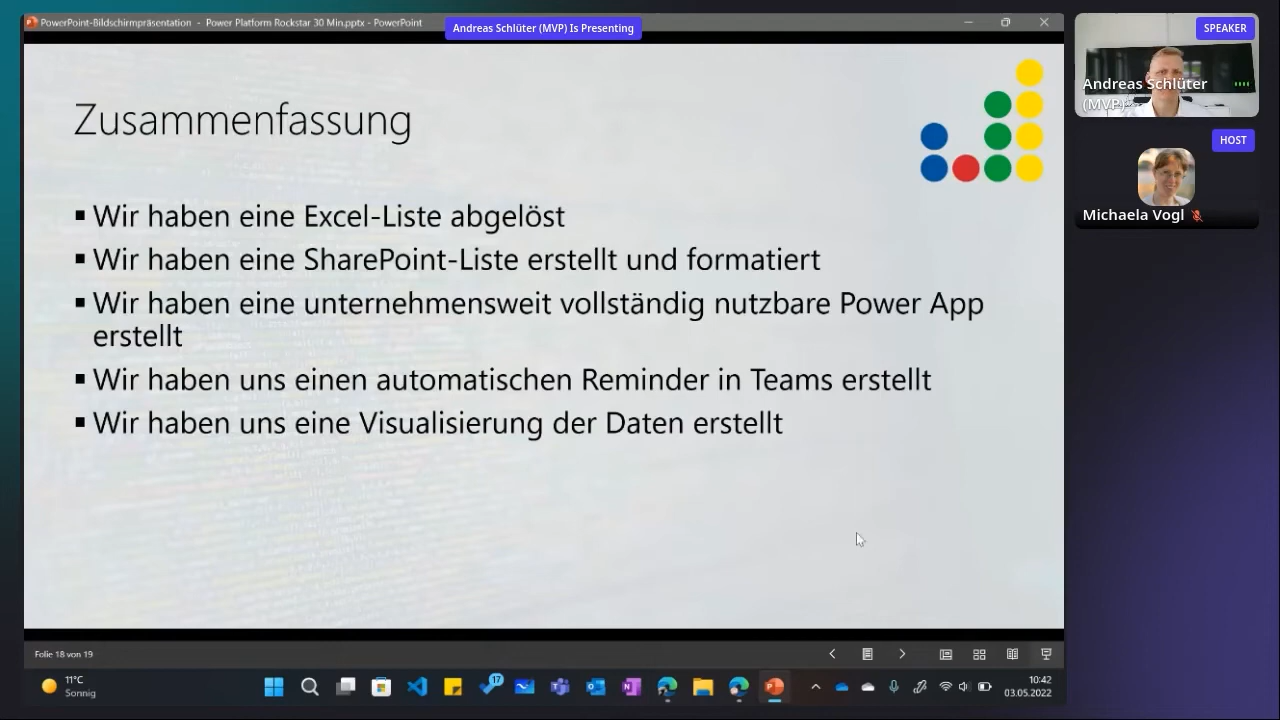 PowerPoint-Bildschirmpräsentation - Power Platform Rockstar 30 Min.pptx - PowerPoint
Andreas Schlüter (MVP) Is Presenting
Zusammenfassung
▪ Wir haben eine Excel-Liste abgelöst
▪ Wir haben eine SharePoint-Liste erstellt und formatiert
▪ Wir haben eine unternehmensweit vollständig nutzbare Power App
erstellt
▪ Wir haben uns einen automatischen Reminder in Teams erstellt
▪ Wir haben uns eine Visualisierung der Daten erstellt
SPEAKER
Andreas Schlüter
(MVP)
HOST
Michaela Vogl
Folie 18 von 19
11°C
Sonnig
17
10:42
03.05.2022